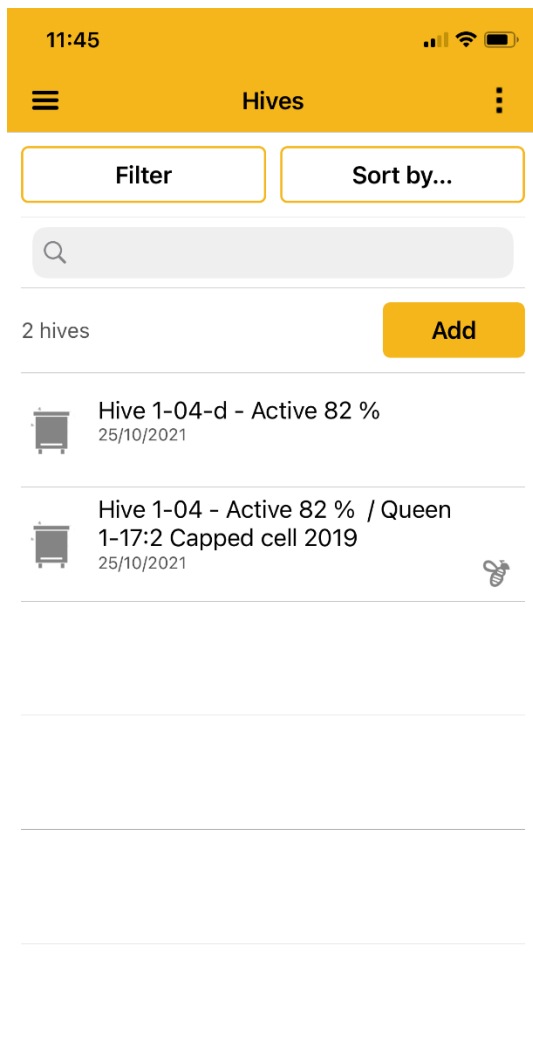 11:45
Hives
Filter
Sort by...
2 hives
Add
Hive 1-04-d - Active 82 %
25/10/2021
Hive 1-04 - Active 82 % / Queen
1-17:2 Capped cell 2019
25/10/2021